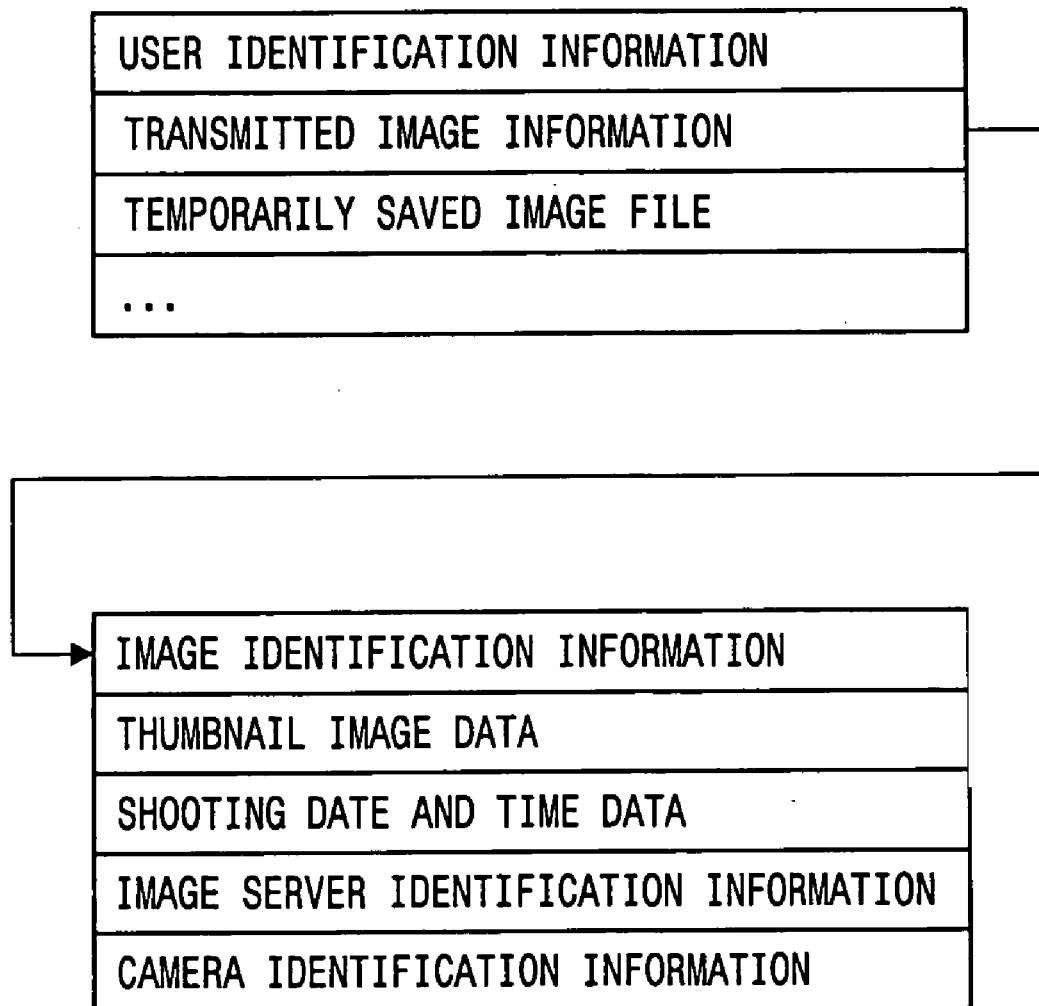 USER IDENTIFICATION INFORMATION
TRANSMITTED IMAGE INFORMATION
TEMPORARILY SAVED IMAGE FILE
...
IMAGE IDENTIFICATION INFORMATION
THUMBNAIL IMAGE DATA
SHOOTING DATE AND TIME DATA
IMAGE SERVER IDENTIFICATION INFORMATION
CAMERA IDENTIFICATION INFORMATION